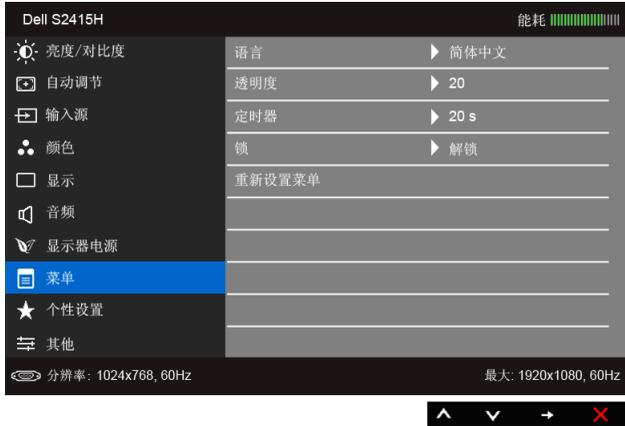 Dell S2415H 能耗
亮度/对比度 语言 简体中文
自动调节 透明度 20
输入源 定时器 20 s
颜色 锁 解锁
显示 重新设置菜单
音频
显示器电源
菜单
个性设置
其他
分辨率: 1024x768, 60Hz 最大: 1920x1080, 60Hz